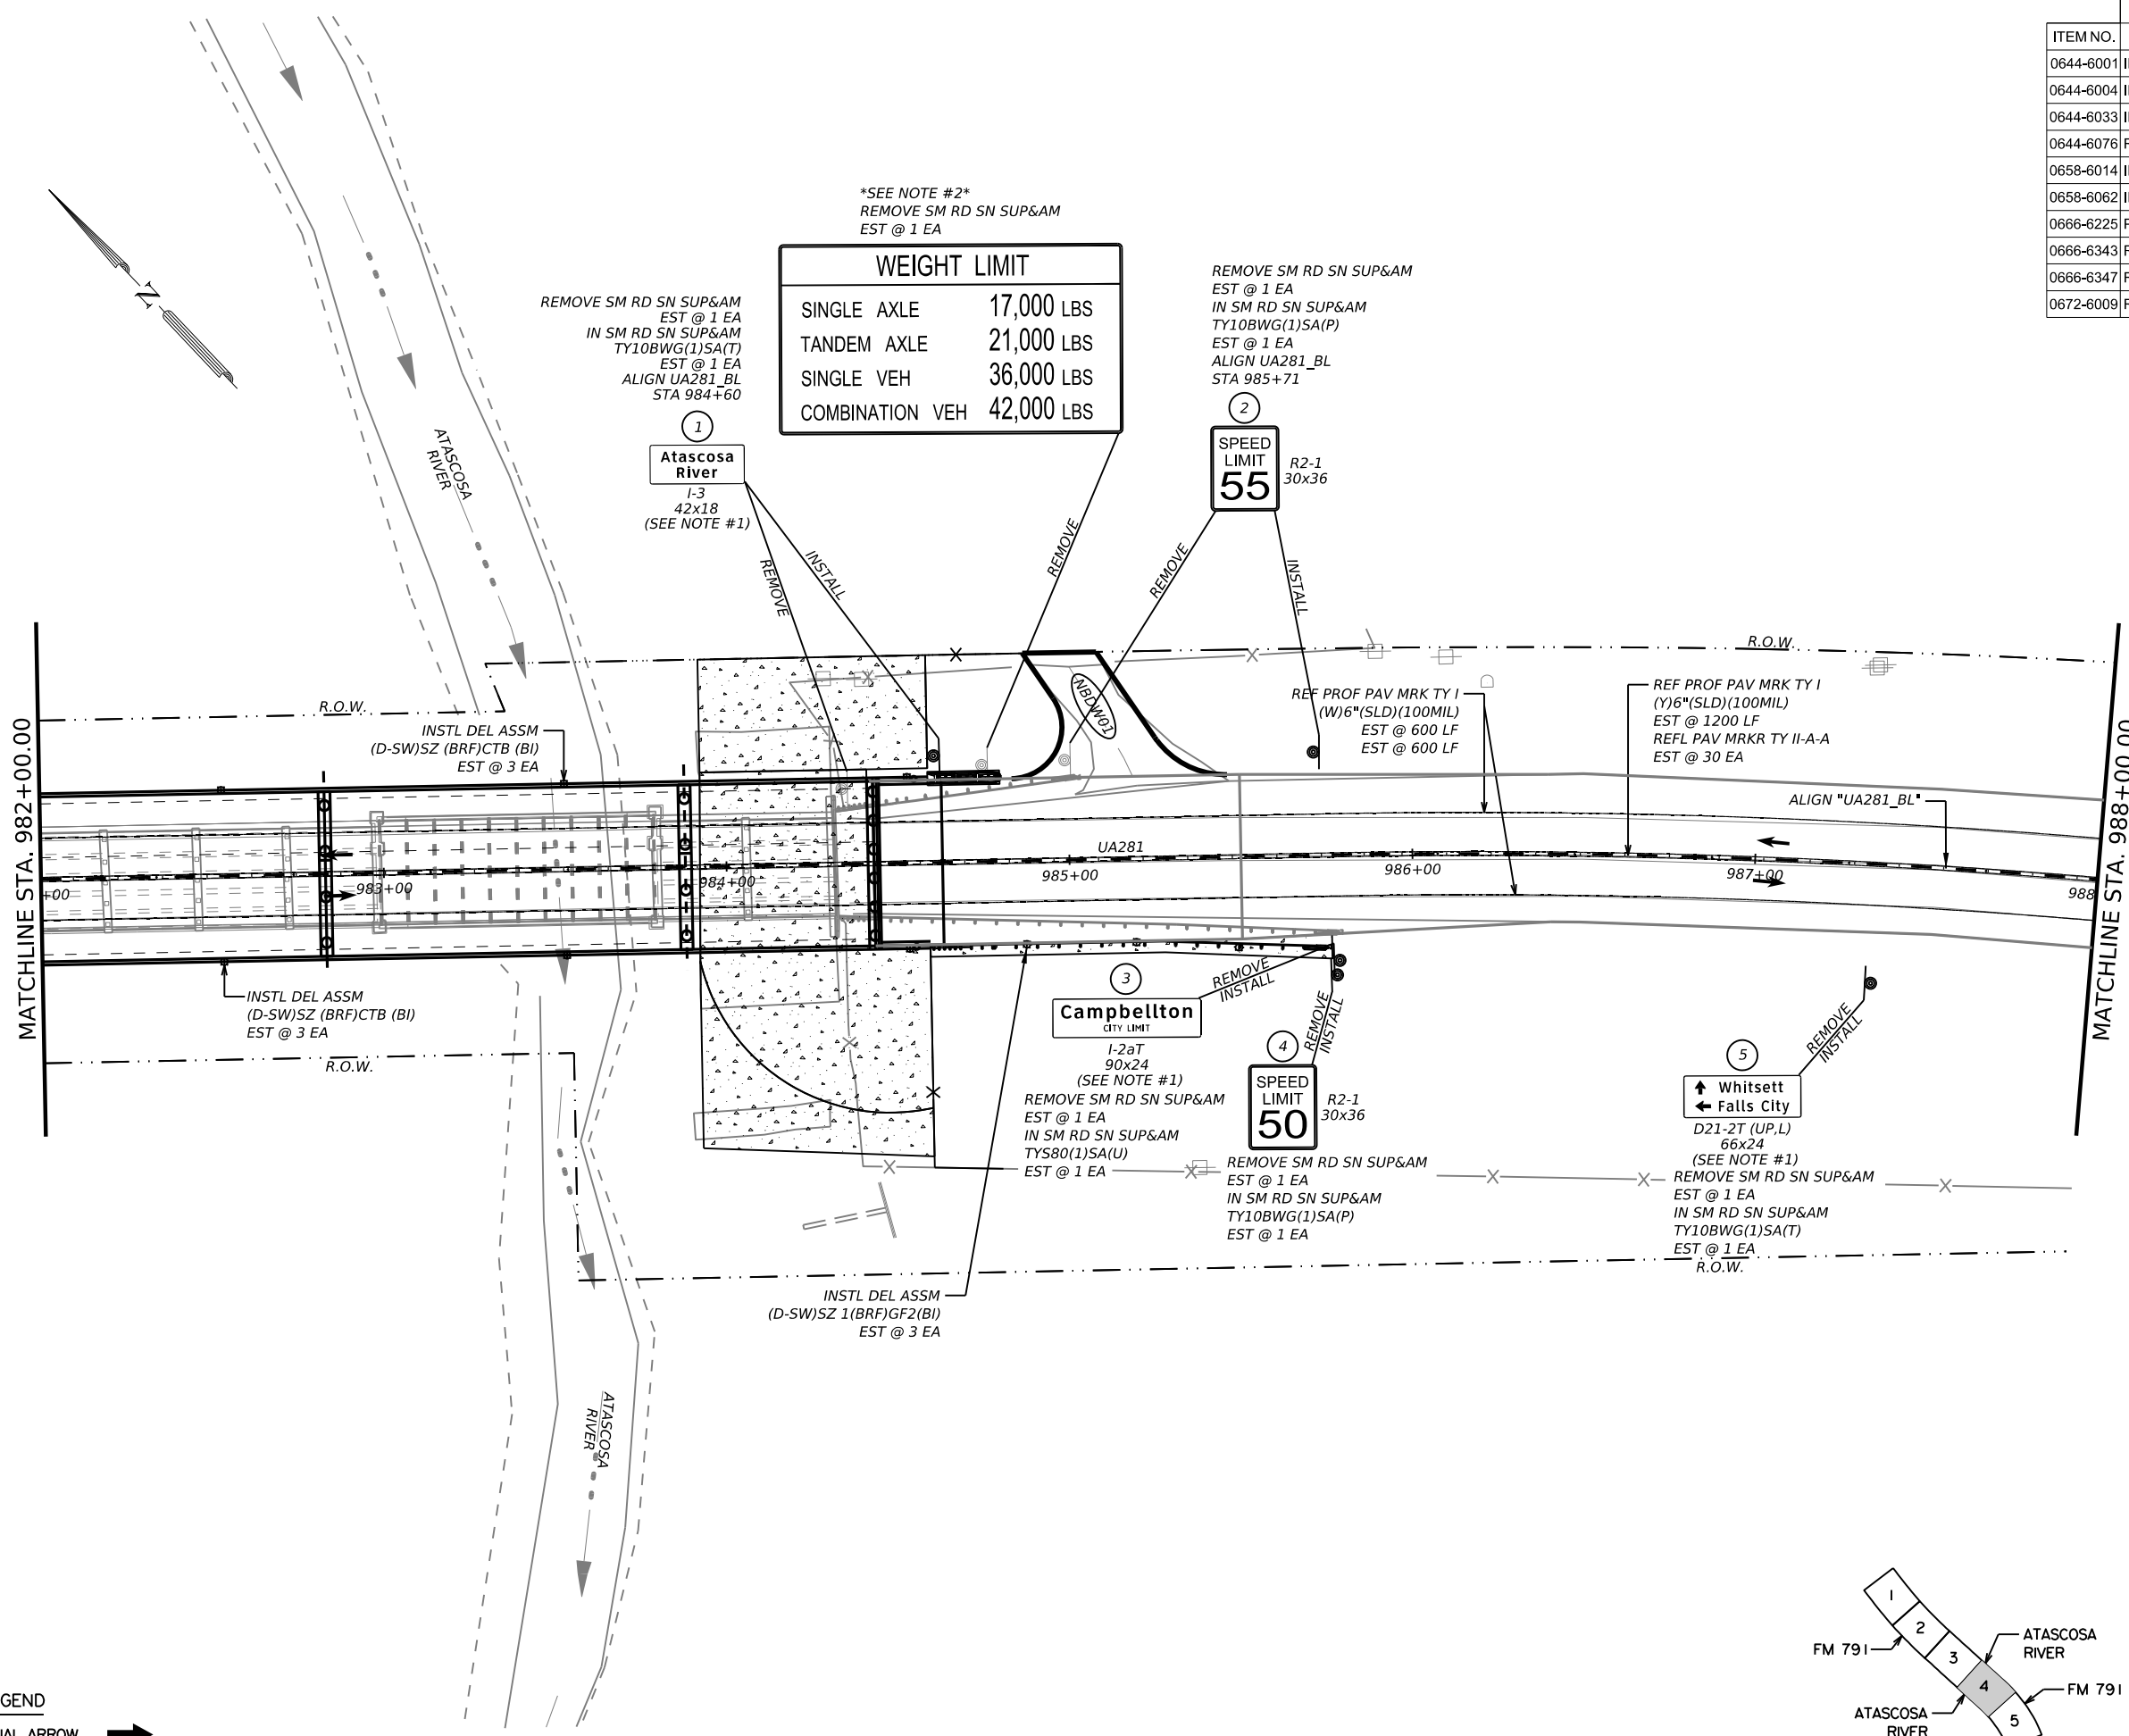 ITEM NO.
0644-6001
0644-6004
0644-6033
0644-6076
0658-6014
0658-6062
0666-6225
0666-6343
0666-6347
0672-6009
N
ATASCOSA
RIVER
*SEE NOTE #2*
REMOVE SM RD SN SUP&AM
EST @ 1 EA
WEIGHT LIMIT
SINGLE AXLE 17,000 LBS
TANDEM AXLE 21,000 LBS
SINGLE VEH 36,000 LBS
COMBINATION VEH 42,000 LBS
REMOVE
REMOVE SM RD SN SUP&AM
EST @ 1 EA
IN SM RD SN SUP&AM
TY10BWG(1)SA(T)
EST @ 1 EA
ALIGN UA281_BL
STA 984+60
1
Atascosa
River
I-3
42x18
(SEE NOTE #1)
REMOVE
INSTALL
REMOVE SM RD SN SUP&AM
EST @ 1 EA
IN SM RD SN SUP&AM
TY10BWG(1)SA(P)
EST @ 1 EA
ALIGN UA281_BL
STA 985+71
2
SPEED
LIMIT
55
R2-1
30x36
REMOVE
INSTALL
MATCHLINE STA. 982+00.00
R.O.W.
R.O.W.
INSTL DEL ASSM
(D-SW)SZ (BRF)CTB (BI)
EST @ 3 EA
NBDW01
REF PROF PAV MRK TY I
(W)6"(SLD)(100MIL)
EST @ 600 LF
EST @ 600 LF
REF PROF PAV MRK TY I
(Y)6"(SLD)(100MIL)
EST @ 1200 LF
REFL PAV MRKR TY II-A-A
EST @ 30 EA
ALIGN "UA281_BL"
MATCHLINE STA. 988+00.00
UA281
+00
983+00
984+00
985+00
986+00
987+00
988
INSTL DEL ASSM
(D-SW)SZ (BRF)CTB (BI)
EST @ 3 EA
R.O.W.
3
Campbellton
CITY LIMIT
I-2aT
90x24
(SEE NOTE #1)
REMOVE SM RD SN SUP&AM
EST @ 1 EA
IN SM RD SN SUP&AM
TYS80(1)SA(U)
EST @ 1 EA
REMOVE
INSTALL
4
SPEED
LIMIT
50
R2-1
30x36
REMOVE SM RD SN SUP&AM
EST @ 1 EA
IN SM RD SN SUP&AM
TY10BWG(1)SA(P)
EST @ 1 EA
REMOVE
INSTALL
5
↑ Whitsett
← Falls City
D21-2T (UP,L)
66x24
(SEE NOTE #1)
REMOVE SM RD SN SUP&AM
EST @ 1 EA
IN SM RD SN SUP&AM
TY10BWG(1)SA(T)
EST @ 1 EA
REMOVE
INSTALL
R.O.W.
INSTL DEL ASSM
(D-SW)SZ 1(BRF)GF2(BI)
EST @ 3 EA
ATASCOSA
RIVER
1
2
3
4
5
FM 791
ATASCOSA
RIVER
FM 791
ATASCOSA
RIVER
GEND
ARROW